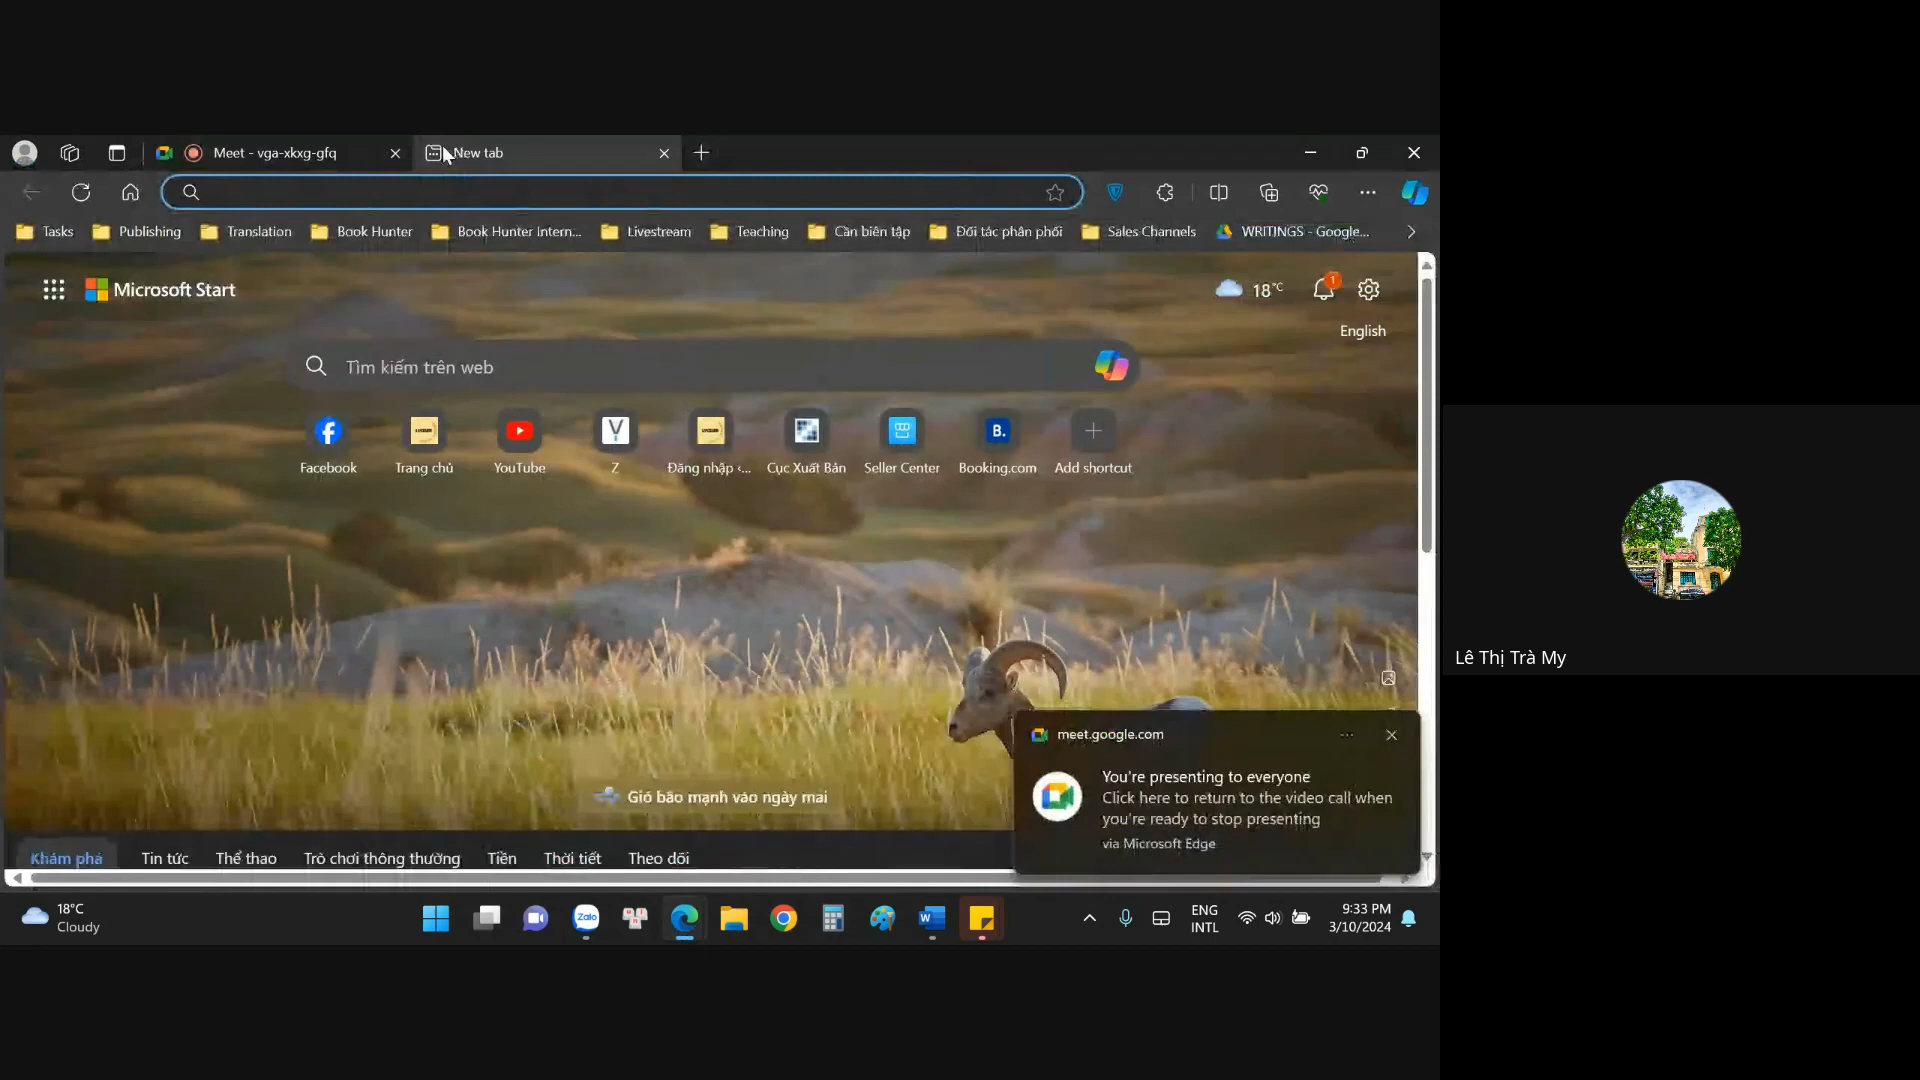 Meet - vga-xkxg-gfq
New tab
Tasks
Publishing
Translation
Book Hunter
Book Hunter Intern...
Livestream
Teaching
Căn biên tập
Đối tác phân phối
Sales Channels
WRITINGS - Google...
Microsoft Start
18°C
1
English
Tìm kiếm trên web
Facebook
Trang chủ
YouTube
Z
Đăng nhập ‹...
Cục Xuất Bản
Seller Center
Booking.com
Add shortcut
B.
meet.google.com
You're presenting to everyone
Click here to return to the video call when
you're ready to stop presenting
via Microsoft Edge
Gió bão mạnh vào ngày mai
Khám phá
Tin tức
Thể thao
Trò chơi thông thường
Tiền
Thời tiết
Theo dõi
18°C
Cloudy
Zalo
ENG
INTL
9:33 PM
3/10/2024
Lê Thị Trà My